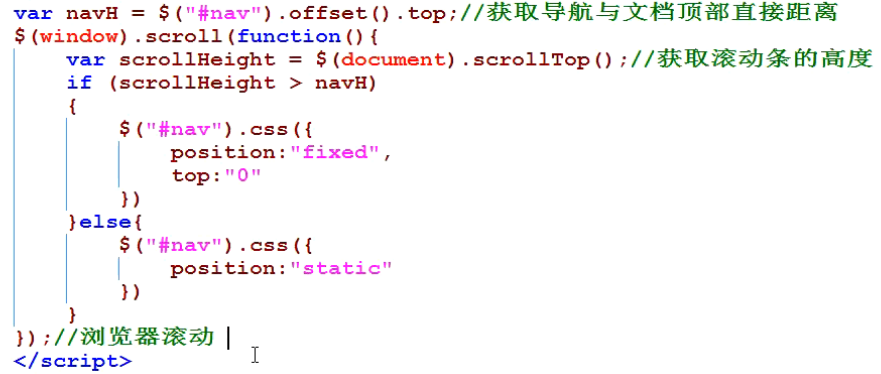 var navH = $("#nav").offset().top;//获取导航与文档顶部直接距离
$(window).scroll(function(){
    var scrollHeight = $(document).scrollTop();//获取滚动条的高度
    if (scrollHeight > navH)
    {
        $("#nav").css({
            position:"fixed",
            top:"0"
        })
    }else{
        $("#nav").css({
            position:"static"
        })
    }
});//浏览器滚动
</script>